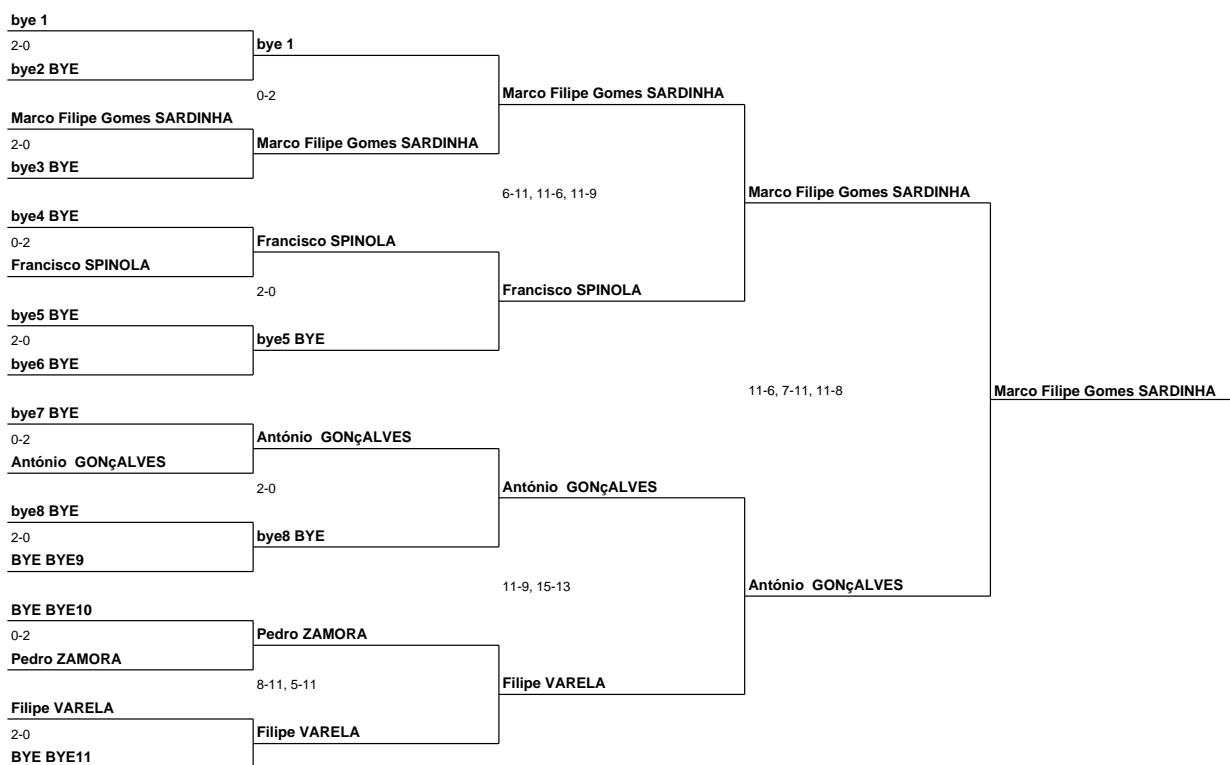 bye 1
2-0
bye2 BYE
Marco Filipe Gomes SARDINHA
2-0
bye3 BYE
bye4 BYE
0-2
Francisco SPINOLA
bye5 BYE
2-0
bye6 BYE
bye7 BYE
0-2
António  GONçALVES
bye8 BYE
2-0
BYE BYE9
BYE BYE10
0-2
Pedro ZAMORA
Filipe VARELA
2-0
BYE BYE11
bye 1
0-2
Marco Filipe Gomes SARDINHA
Francisco SPINOLA
2-0
bye5 BYE
António  GONçALVES
2-0
bye8 BYE
Pedro ZAMORA
8-11, 5-11
Filipe VARELA
Marco Filipe Gomes SARDINHA
6-11, 11-6, 11-9
Francisco SPINOLA
António  GONçALVES
11-9, 15-13
Filipe VARELA
Marco Filipe Gomes SARDINHA
11-6, 7-11, 11-8
António  GONçALVES
Marco Filipe Gomes SARDINHA